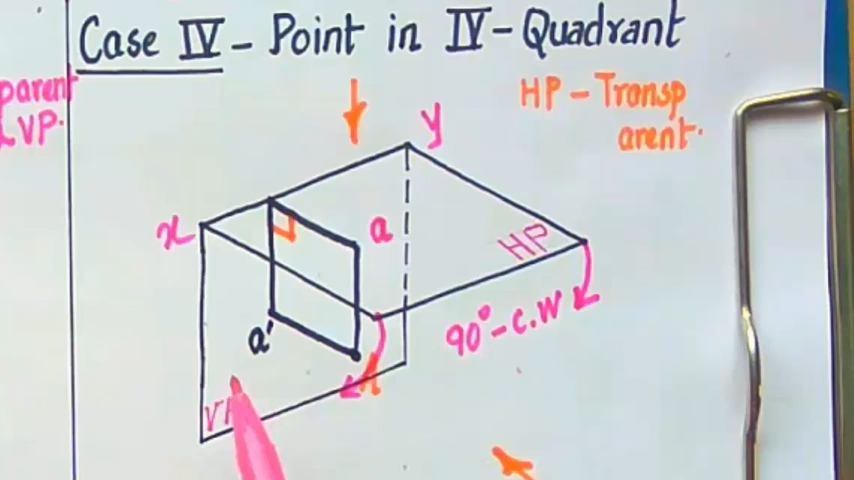 Case IV - Point in IV - Quadrant
parent
VP.
HP - Transp
arent.
y
x
a
HP
90° - C.W
a'
A